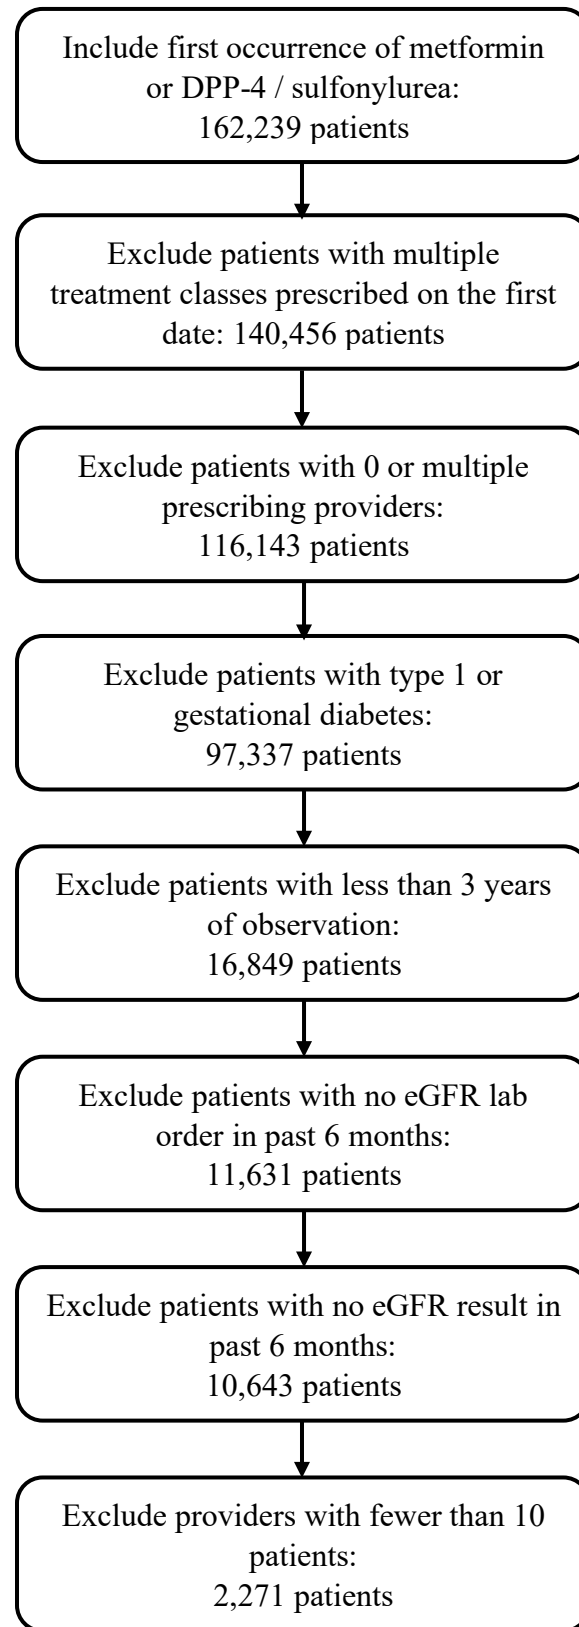 Include first occurrence of metformin
or DPP-4 / sulfonylurea:
162,239 patients
Exclude patients with multiple
treatment classes prescribed on the first
date: 140,456 patients
Exclude patients with 0 or multiple
prescribing providers:
116,143 patients
Exclude patients with type 1 or
gestational diabetes:
97,337 patients
Exclude patients with less than 3 years
of observation:
16,849 patients
Exclude patients with no eGFR lab
order in past 6 months:
11,631 patients
Exclude patients with no eGFR result in
past 6 months:
10,643 patients
Exclude providers with fewer than 10
patients:
2,271 patients